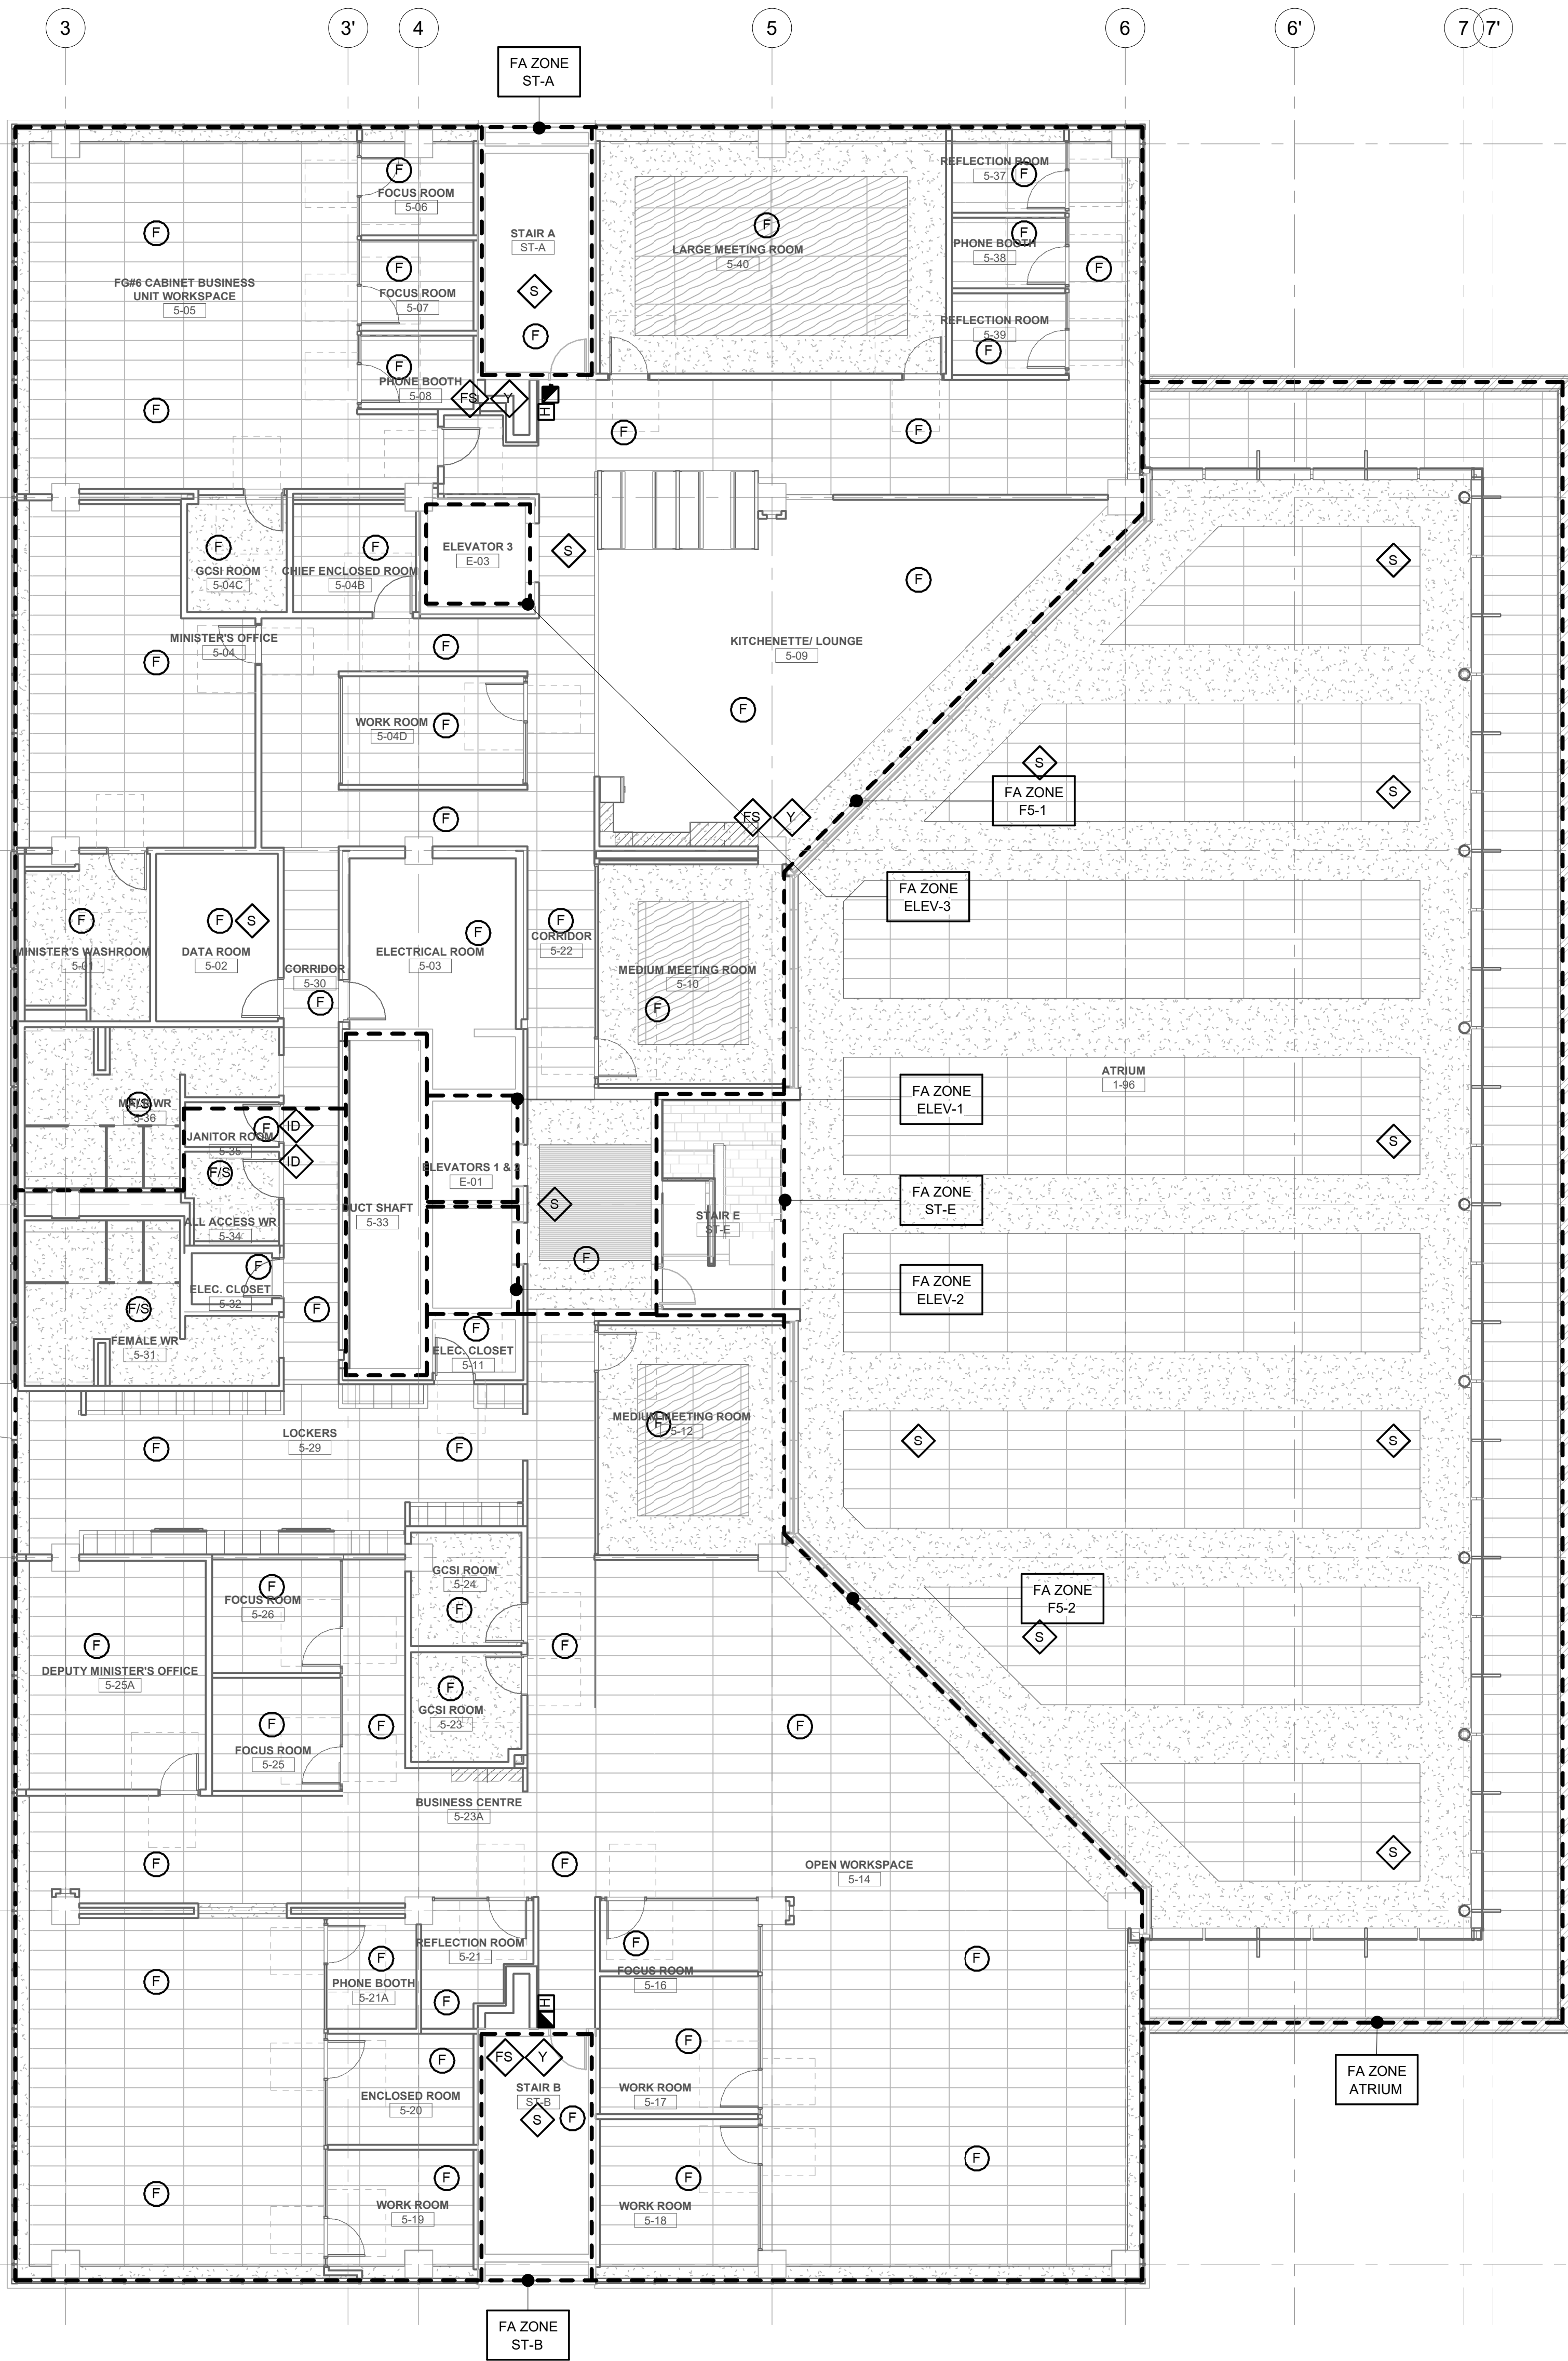 3
3'
4
5
6
6'
7
7'
FA ZONE
ST-A
REFLECTION ROOM
5-37
F
F
FOCUS ROOM
5-06
F
STAIR A
ST-A
F
LARGE MEETING ROOM
5-40
F
PHONE BOOTH
5-38
F
F
FG#6 CABINET BUSINESS
UNIT WORKSPACE
5-05
F
FOCUS ROOM
5-07
S
F
REFLECTION ROOM
5-39
F
F
PHONE BOOTH
5-08
FS
Y
H
F
F
F
F
GCSI ROOM
5-04C
F
CHIEF ENCLOSED ROOM
5-04B
ELEVATOR 3
E-03
S
F
S
MINISTER'S OFFICE
5-04
F
F
KITCHENETTE/ LOUNGE
5-09
F
WORK ROOM
5-04D
F
S
FA ZONE
F5-1
S
F
FS
Y
FA ZONE
ELEV-3
F
MINISTER'S WASHROOM
5-01
F
S
DATA ROOM
5-02
CORRIDOR
5-30
F
F
ELECTRICAL ROOM
5-03
F
CORRIDOR
5-22
MEDIUM MEETING ROOM
5-10
F
ATRIUM
1-96
FA ZONE
ELEV-1
F/S
5-36
F
ID
JANITOR ROOM
5-35
ID
F/S
S
ALL ACCESS WR
5-34
5-33
ELEVATORS 1 &
E-01
S
STAIR E
ST-E
FA ZONE
ST-E
F
F
ELEC. CLOSET
5-32
FA ZONE
ELEV-2
F/S
F
FEMALE WR
5-31
F
ELEC. CLOSET
5-11
MEDIUM MEETING ROOM
5-12
F
LOCKERS
5-29
F
F
S
S
FOCUS ROOM
5-26
F
GCSI ROOM
5-24
F
FA ZONE
F5-2
S
F
DEPUTY MINISTER'S OFFICE
5-25A
F
F
GCSI ROOM
5-23
F
FOCUS ROOM
5-25
F
F
BUSINESS CENTRE
5-23A
F
F
OPEN WORKSPACE
5-14
S
REFLECTION ROOM
5-21
F
F
PHONE BOOTH
5-21A
F
F
H
F
FOCUS ROOM
5-16
F
FS
Y
F
ENCLOSED ROOM
5-20
STAIR B
ST-B
S
F
F
WORK ROOM
5-17
FA ZONE
ATRIUM
F
F
WORK ROOM
5-19
F
WORK ROOM
5-18
F
FA ZONE
ST-B